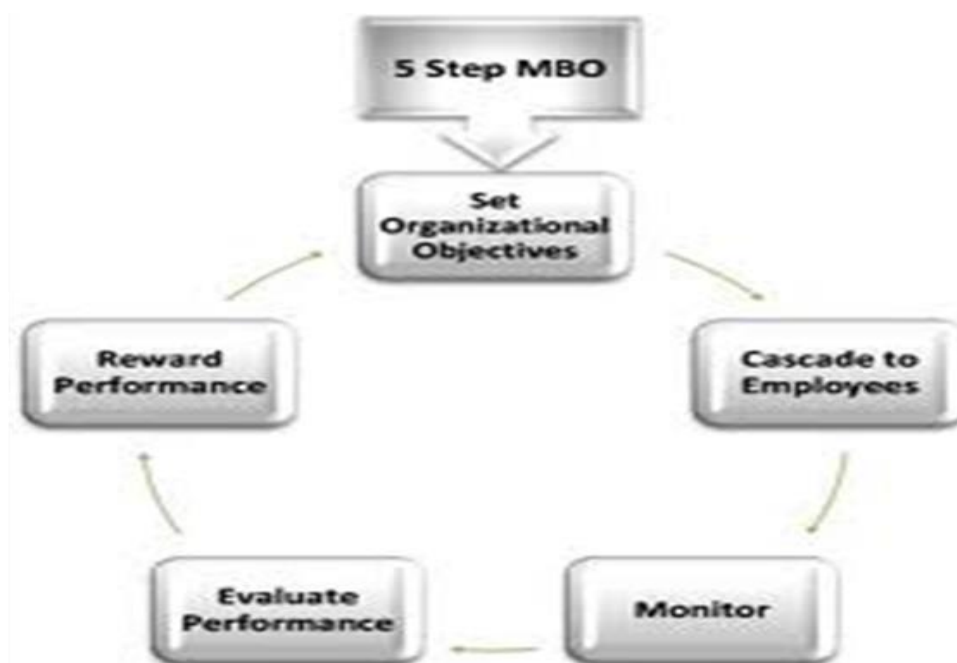 5 Step MBO
Set
Organizational
Objectives
Cascade to
Employees
Monitor
Evaluate
Performance
Reward
Performance